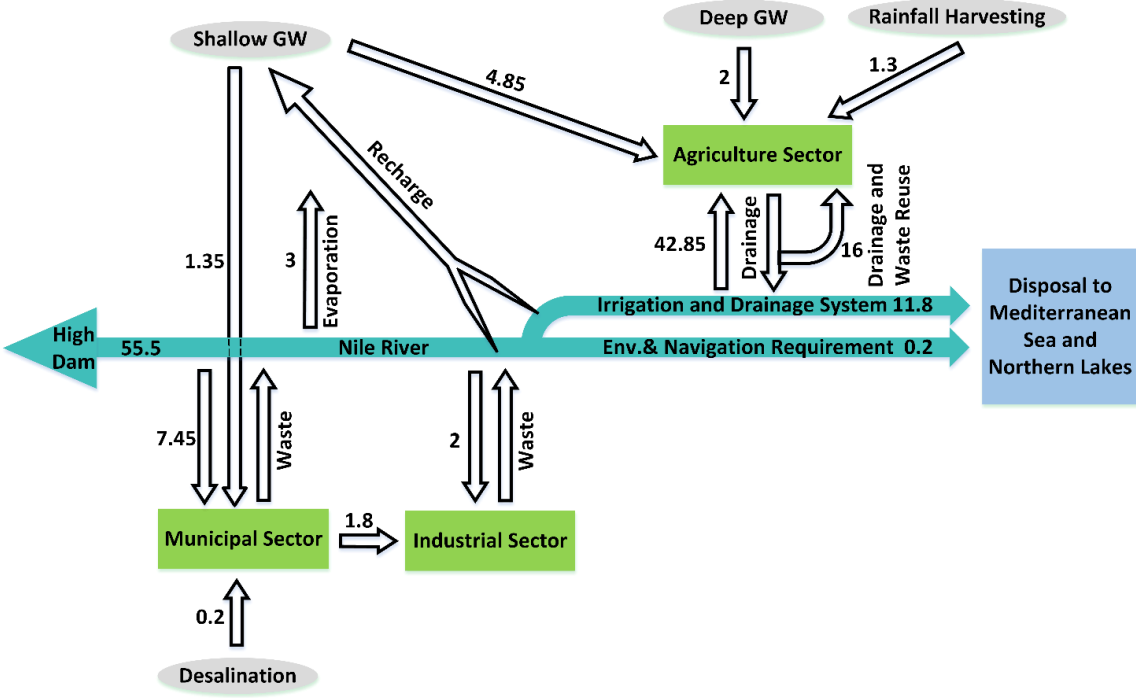 Shallow GW
Deep GW
Rainfall Harvesting
4.85
2
1.3
Agriculture Sector
Recharge
1.35
3
Evaporation
42.85
Drainage
16
Drainage and
Waste Reuse
Irrigation and Drainage System 11.8
High
Dam
55.5
Nile River
Env.& Navigation Requirement 0.2
Disposal to
Mediterranean
Sea and
Northern Lakes
7.45
Waste
2
Waste
Municipal Sector
1.8
Industrial Sector
0.2
Desalination